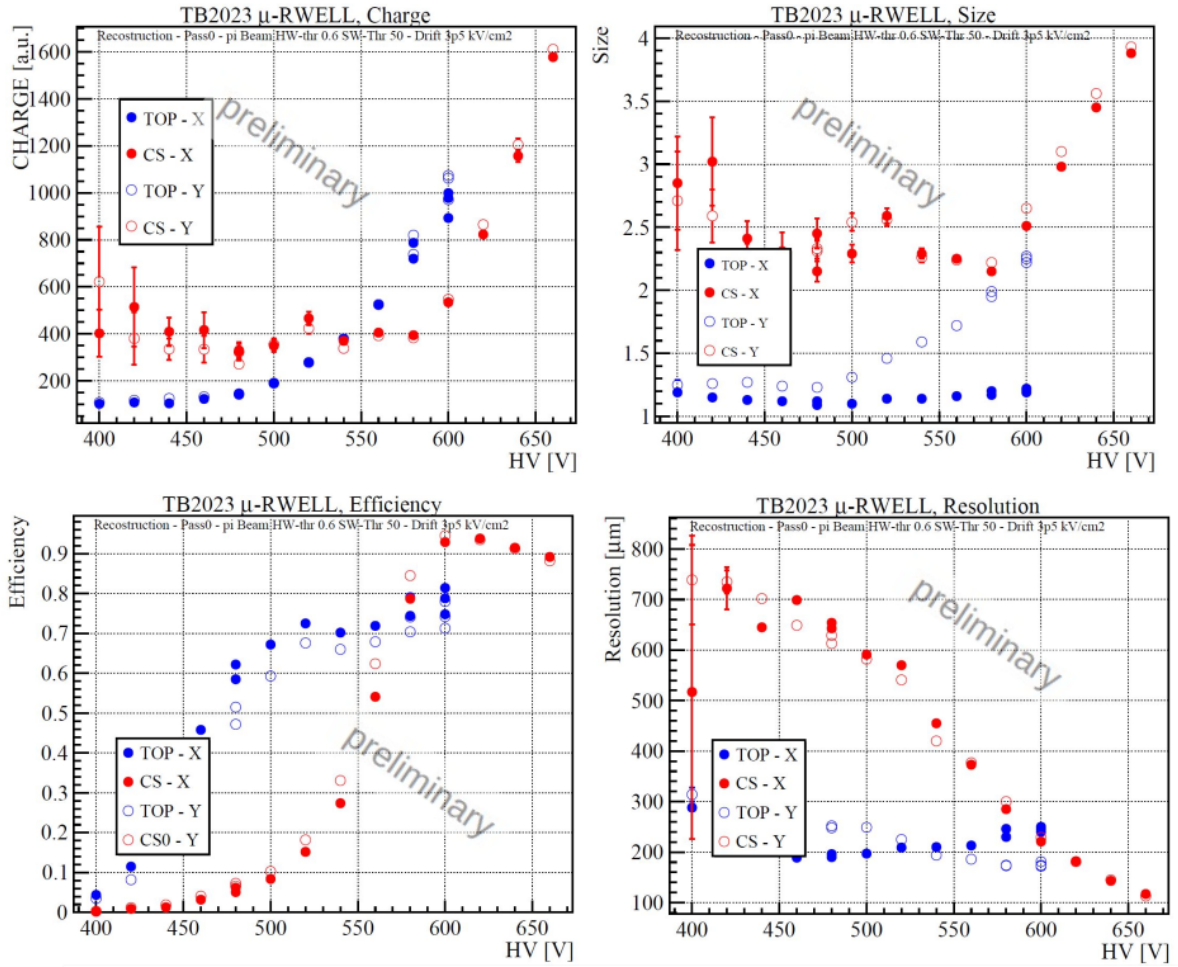 TB2023 μ-RWELL, Charge
Recostruction - Pass0 - pi Beam HW-thr 0.6 SW-Thr 50 - Drift 3p5 kV/cm2
CHARGE [a.u.]
1600
1400
1200
1000
800
600
400
200
TOP - X
CS - X
TOP - Y
CS - Y
preliminary
400 450 500 550 600 650
HV [V]
TB2023 μ-RWELL, Size
Recostruction - Pass0 - pi Beam HW-thr 0.6 SW-Thr 50 - Drift 3p5 kV/cm2
Size
4
3.5
3
2.5
2
1.5
1
TOP - X
CS - X
TOP - Y
CS - Y
preliminary
400 450 500 550 600 650
HV [V]
TB2023 μ-RWELL, Efficiency
Recostruction - Pass0 - pi Beam HW-thr 0.6 SW-Thr 50 - Drift 3p5 kV/cm2
Efficiency
0.9
0.8
0.7
0.6
0.5
0.4
0.3
0.2
0.1
0
TOP - X
CS - X
TOP - Y
CS0 - Y
preliminary
400 450 500 550 600 650
HV [V]
TB2023 μ-RWELL, Resolution
Recostruction - Pass0 - pi Beam HW-thr 0.6 SW-Thr 50 - Drift 3p5 kV/cm2
Resolution [μm]
800
700
600
500
400
300
200
100
TOP - X
CS - X
TOP - Y
CS - Y
preliminary
400 450 500 550 600 650
HV [V]